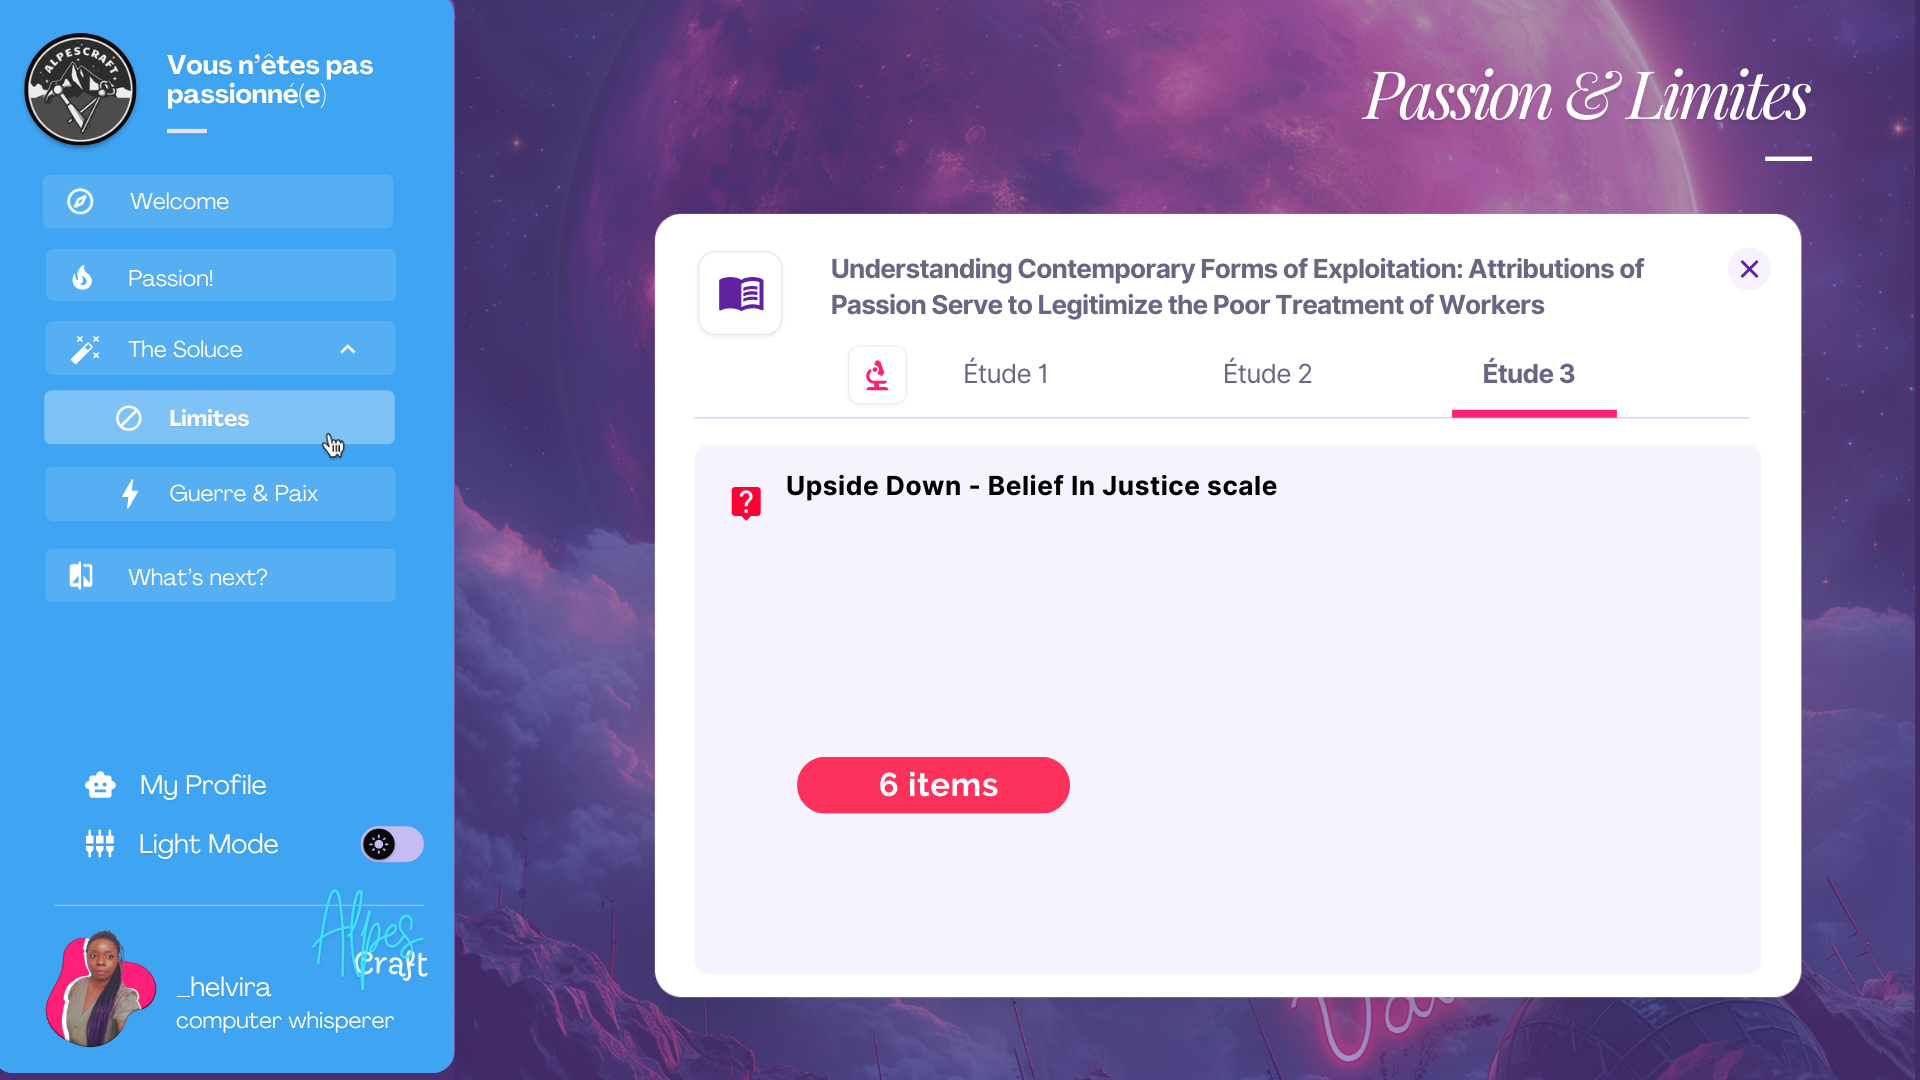 ALPESCRAFT
Vous n'êtes pas
passionné(e)
Welcome
Passion!
The Soluce
Limites
Guerre & Paix
What's next?
My Profile
Light Mode
Alpes
Craft
_helvira
computer whisperer
Passion & Limites
Understanding Contemporary Forms of Exploitation: Attributions of
Passion Serve to Legitimize the Poor Treatment of Workers
Étude 1
Étude 2
Étude 3
?
Upside Down - Belief In Justice scale
6 items